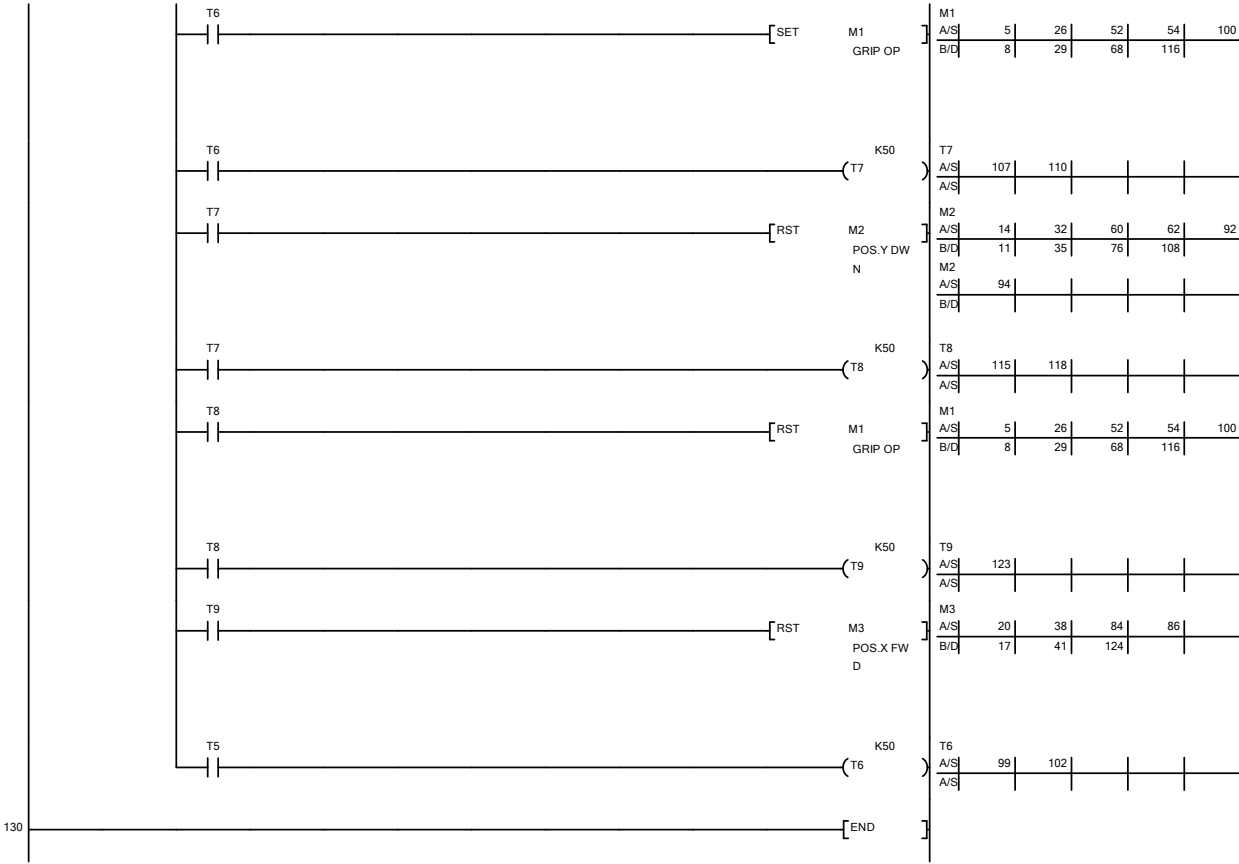 T6 M1
SET M1 A/S 5 26 52 54 100
GRIP OP B/D 8 29 68 116
T6 K50 T7
T7 A/S 107 110
A/S
T7 M2
RST M2 A/S 14 32 60 62 92
POS.Y DW B/D 11 35 76 108
N M2
A/S 94
B/D
T7 K50 T8
T8 A/S 115 118
A/S
T8 M1
RST M1 A/S 5 26 52 54 100
GRIP OP B/D 8 29 68 116
T8 K50 T9
T9 A/S 123
A/S
T9 M3
RST M3 A/S 20 38 84 86
POS.X FW B/D 17 41 124
D
T5 K50 T6
T6 A/S 99 102
A/S
130 END